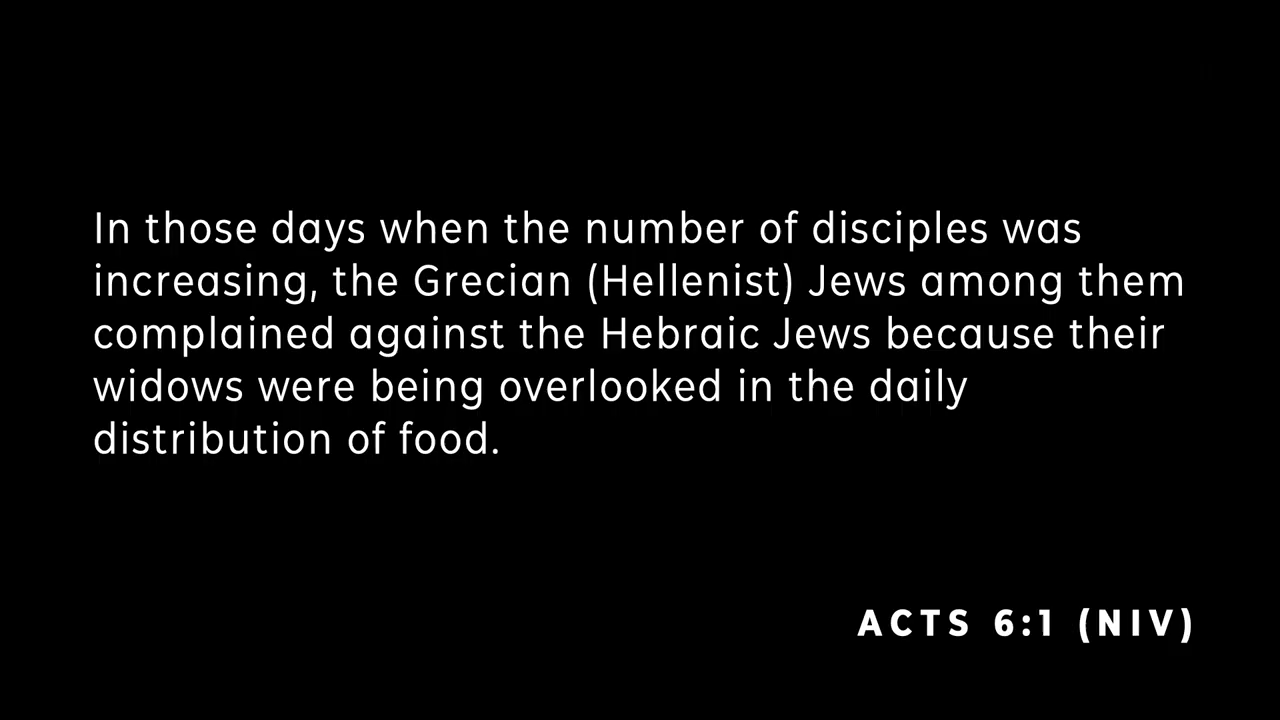 In those days when the number of disciples was
increasing, the Grecian (Hellenist) Jews among them
complained against the Hebraic Jews because their
widows were being overlooked in the daily
distribution of food.
ACTS 6:1 (NIV)